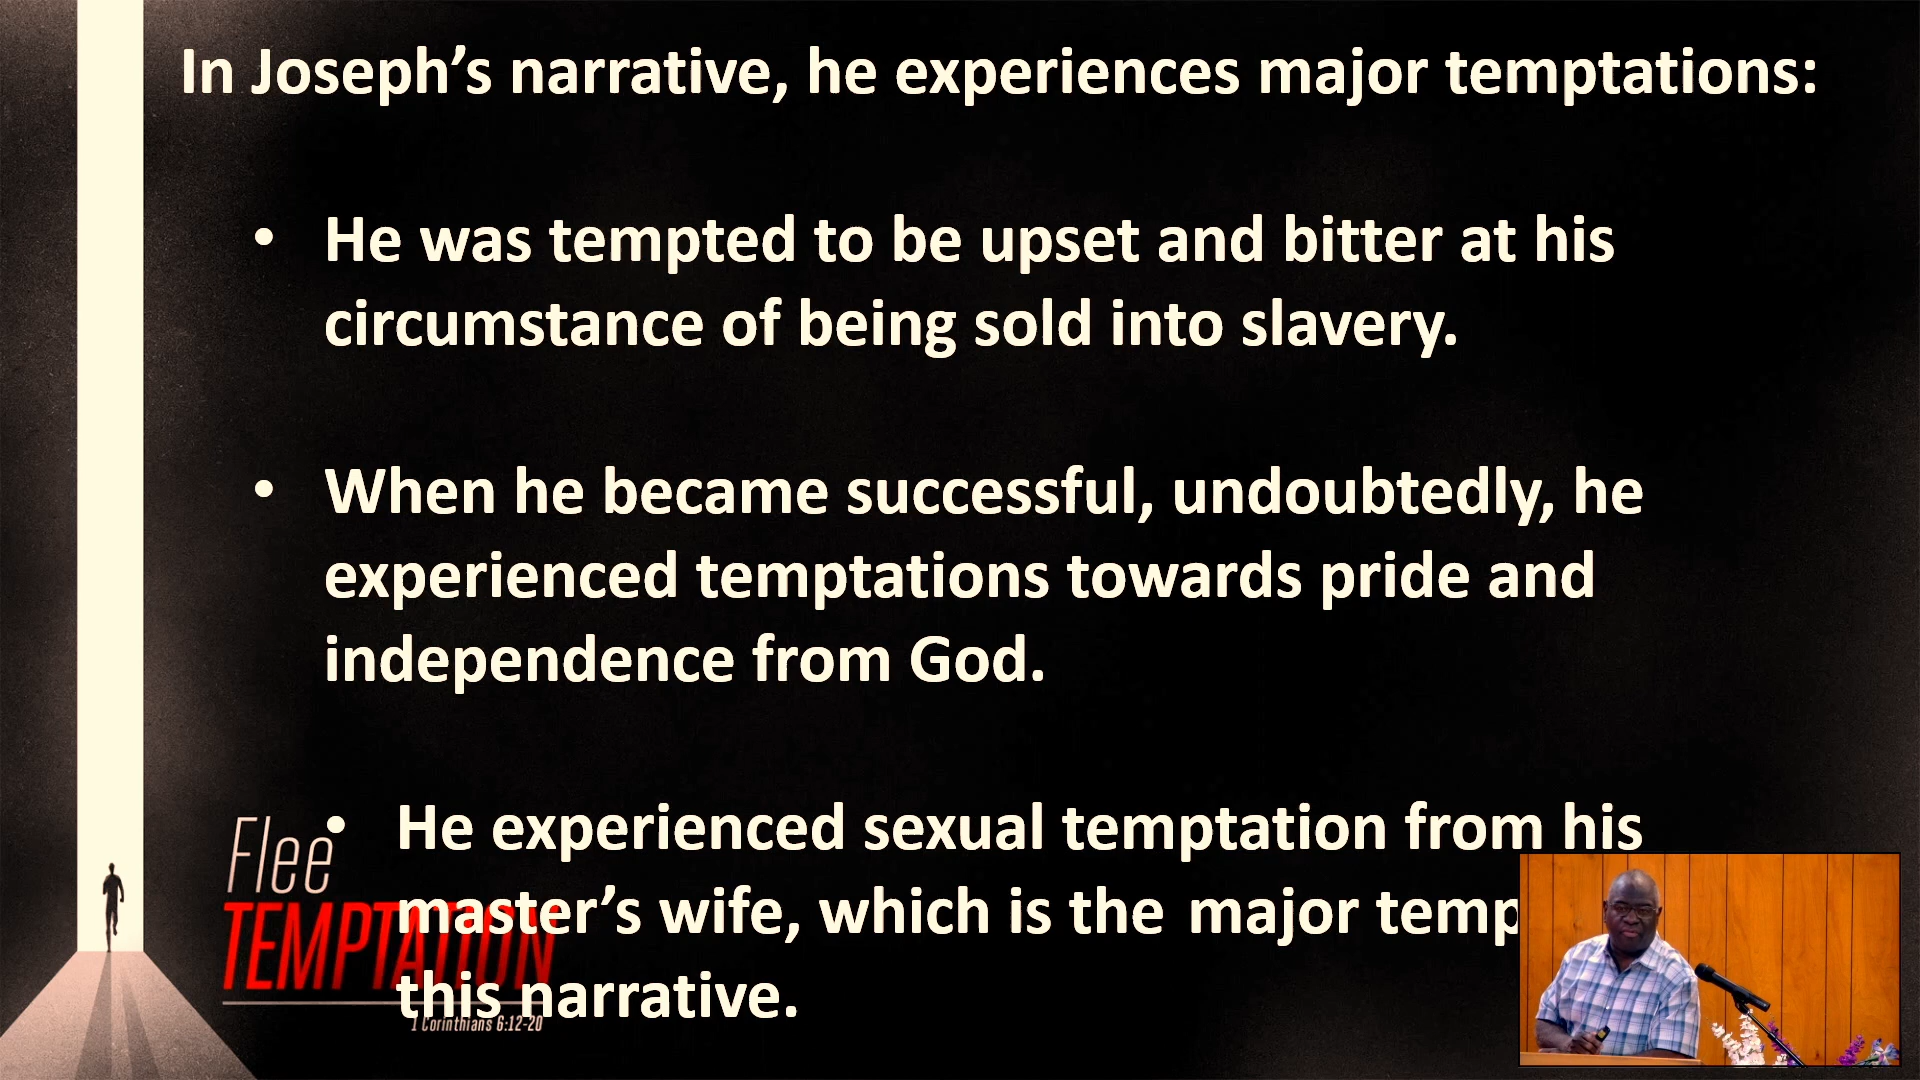 In Joseph’s narrative, he experiences major temptations:
• He was tempted to be upset and bitter at his
circumstance of being sold into slavery.
• When he became successful, undoubtedly, he
experienced temptations towards pride and
independence from God.
• He experienced sexual temptation from his
master’s wife, which is the major temp
this narrative.
Flee
TEMPTATION
1 Corinthians 6:12-20